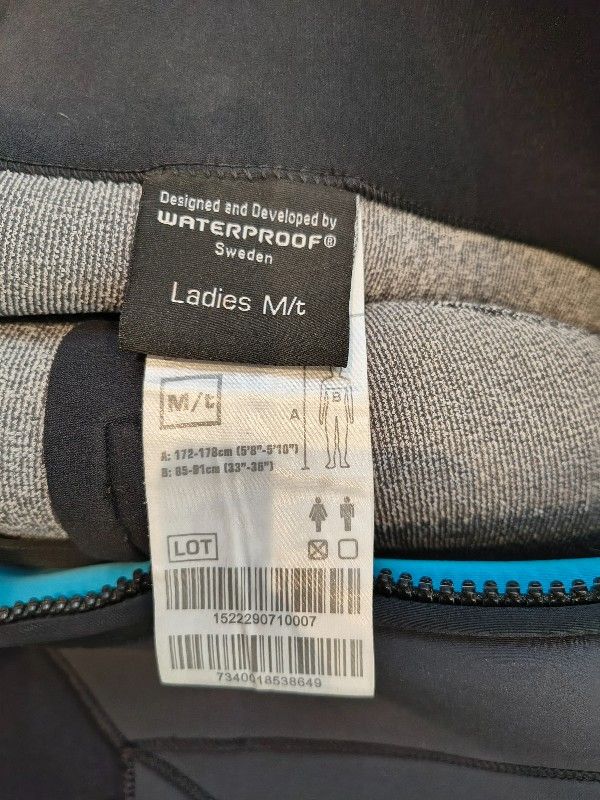 Designed and Developed by
WATERPROOF®
Sweden
Ladies M/t
M/t
A
B
A: 172-178cm (5'8"-5'10")
B: 85-91cm (33"-36")
LOT
1522290710007
7340018538649